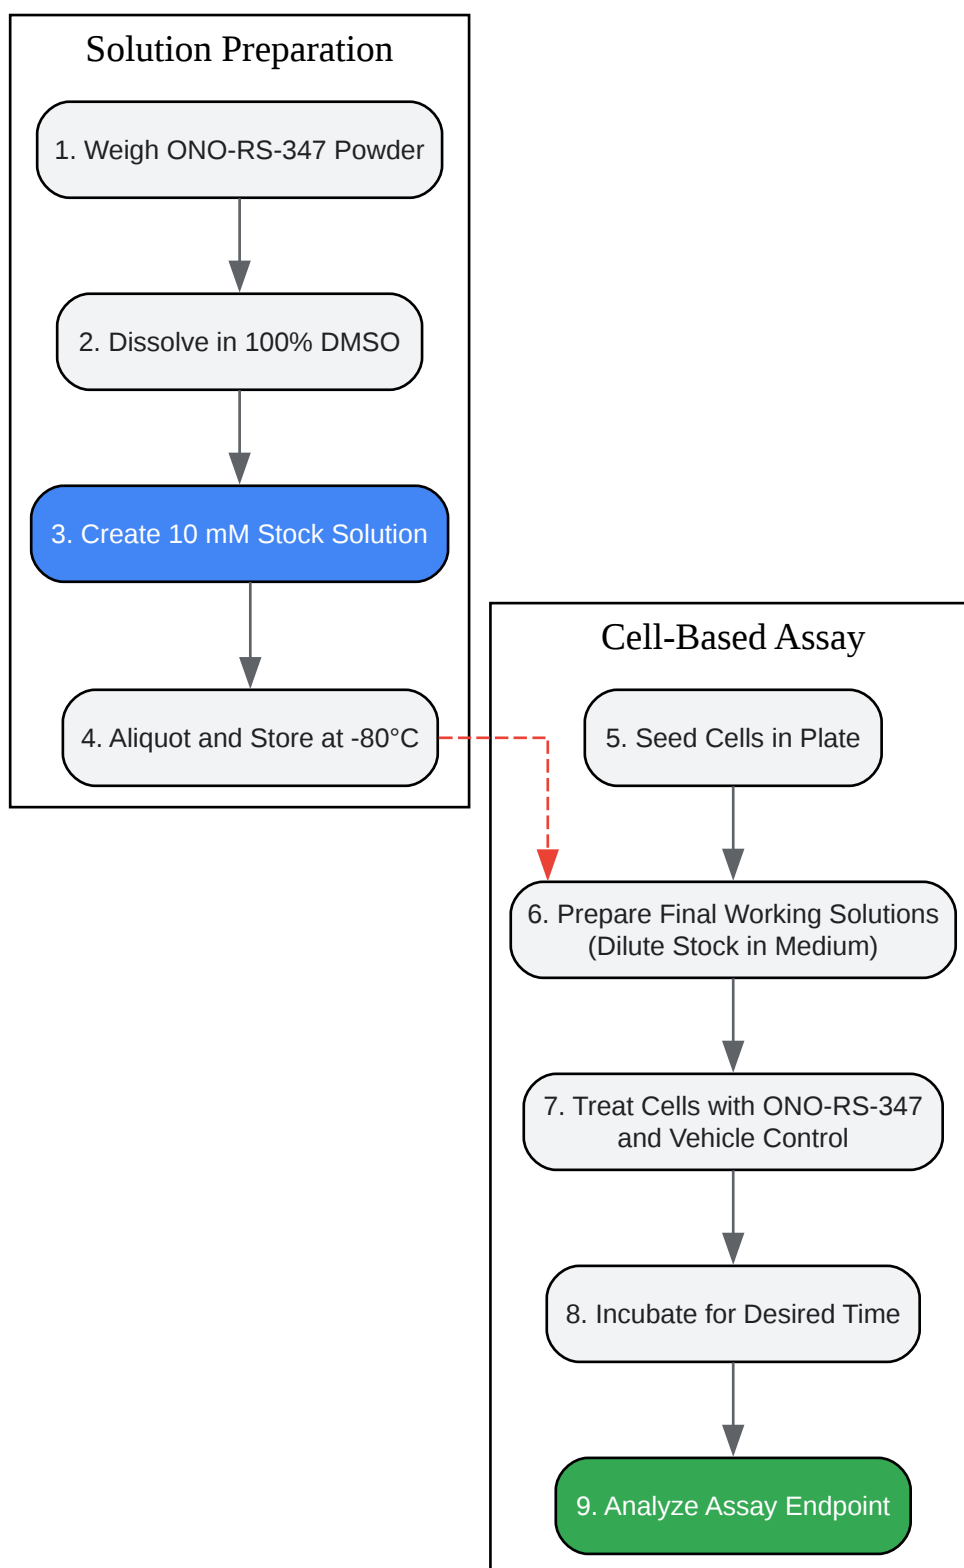 Solution Preparation
1. Weigh ONO-RS-347 Powder
2. Dissolve in 100% DMSO
3. Create 10 mM Stock Solution
4. Aliquot and Store at -80°C
Cell-Based Assay
5. Seed Cells in Plate
6. Prepare Final Working Solutions
(Dilute Stock in Medium)
7. Treat Cells with ONO-RS-347
and Vehicle Control
8. Incubate for Desired Time
9. Analyze Assay Endpoint